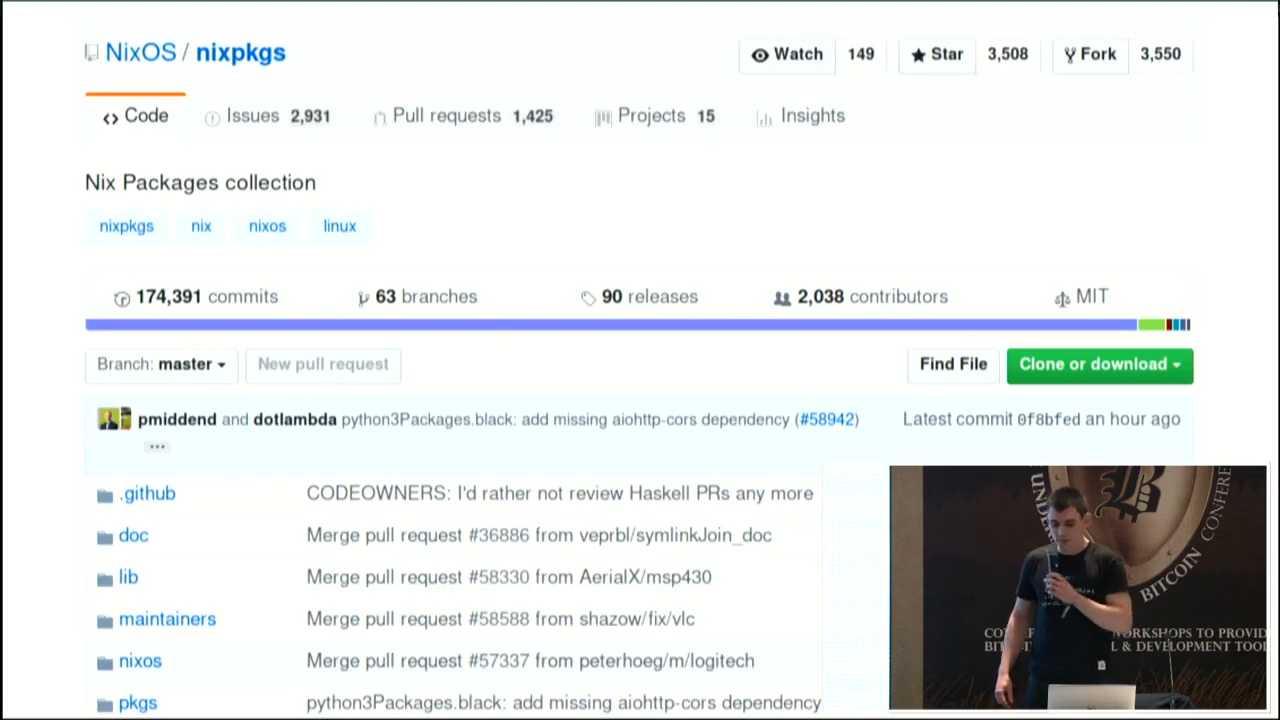 NixOS / nixpkgs
Watch 149 Star 3,508 Fork 3,550
Code Issues 2,931 Pull requests 1,425 Projects 15 Insights
Nix Packages collection
nixpkgs nix nixos linux
174,391 commits 63 branches 90 releases 2,038 contributors MIT
Branch: master New pull request Find File Clone or download
pmiddend and dotlambda python3Packages.black: add missing aiohttp-cors dependency (#58942) Latest commit 0f8bfed an hour ago
...
.github CODEOWNERS: I'd rather not review Haskell PRs any more
doc Merge pull request #36886 from veprbl/symlinkJoin_doc
lib Merge pull request #58330 from AerialX/msp430
maintainers Merge pull request #58588 from shazow/fix/vlc
nixos Merge pull request #57337 from peterhoeg/m/logitech
pkgs python3Packages.black: add missing aiohttp-cors dependency
B
BITCOIN CONFERE
WORKSHOPS TO PROVID
L & DEVELOPMENT TOOL